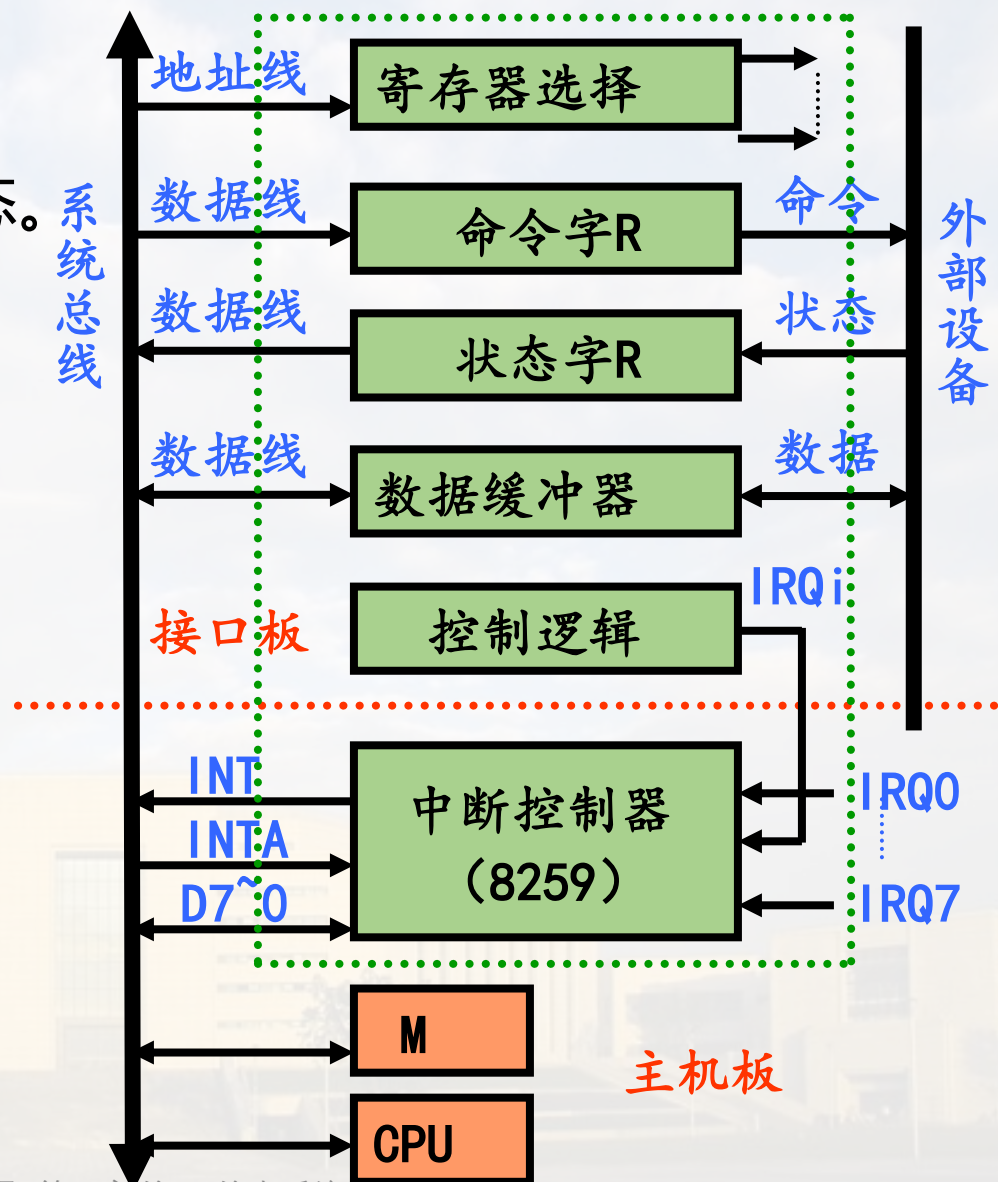 地址线
寄存器选择
态。
系统总线
数据线
命令字R
命令
外部设备
数据线
状态字R
状态
数据线
数据缓冲器
数据
IRQi
接口板
控制逻辑
INT
中断控制器
(8259)
IRQ0
INTA
D7~0
IRQ7
M
主机板
CPU